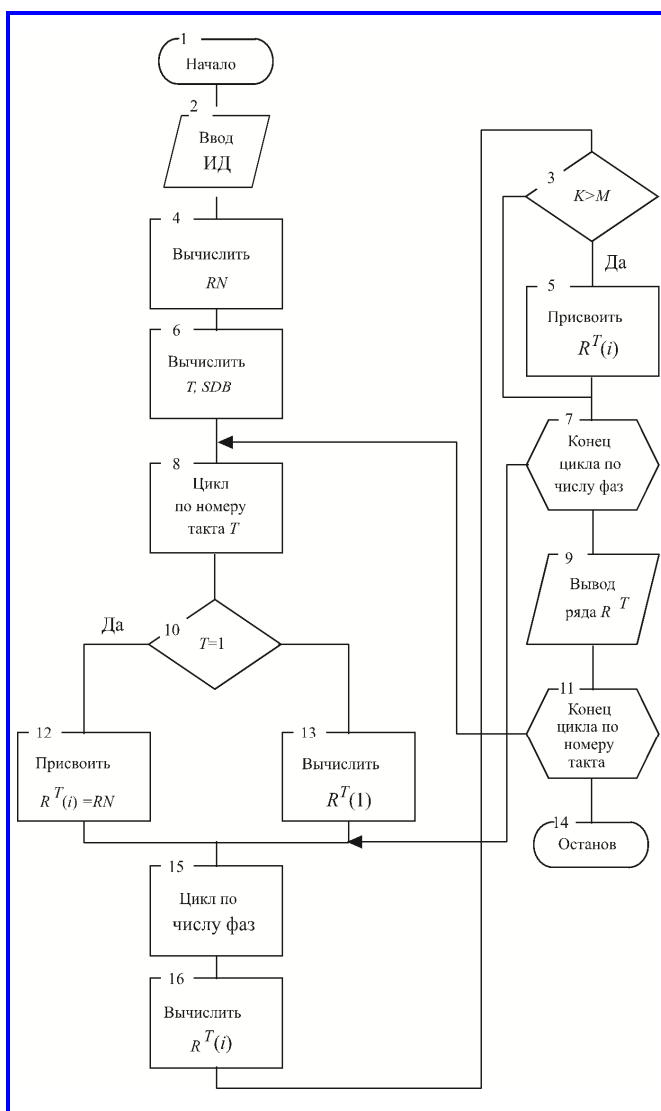 1
Начало
2
Ввод
ИД
4
Вычислить
RN
6
Вычислить
T, SDB
8
Цикл
по номеру
такта T
10
T=1
Да
12
Присвоить
R^T(i) =RN
13
Вычислить
R^T(1)
15
Цикл по
числу фаз
16
Вычислить
R^T(i)
3
K>M
Да
5
Присвоить
R^T(i)
7
Конец
цикла по
числу фаз
9
Вывод
ряда R^T
11
Конец
цикла по
номеру
такта
14
Останов